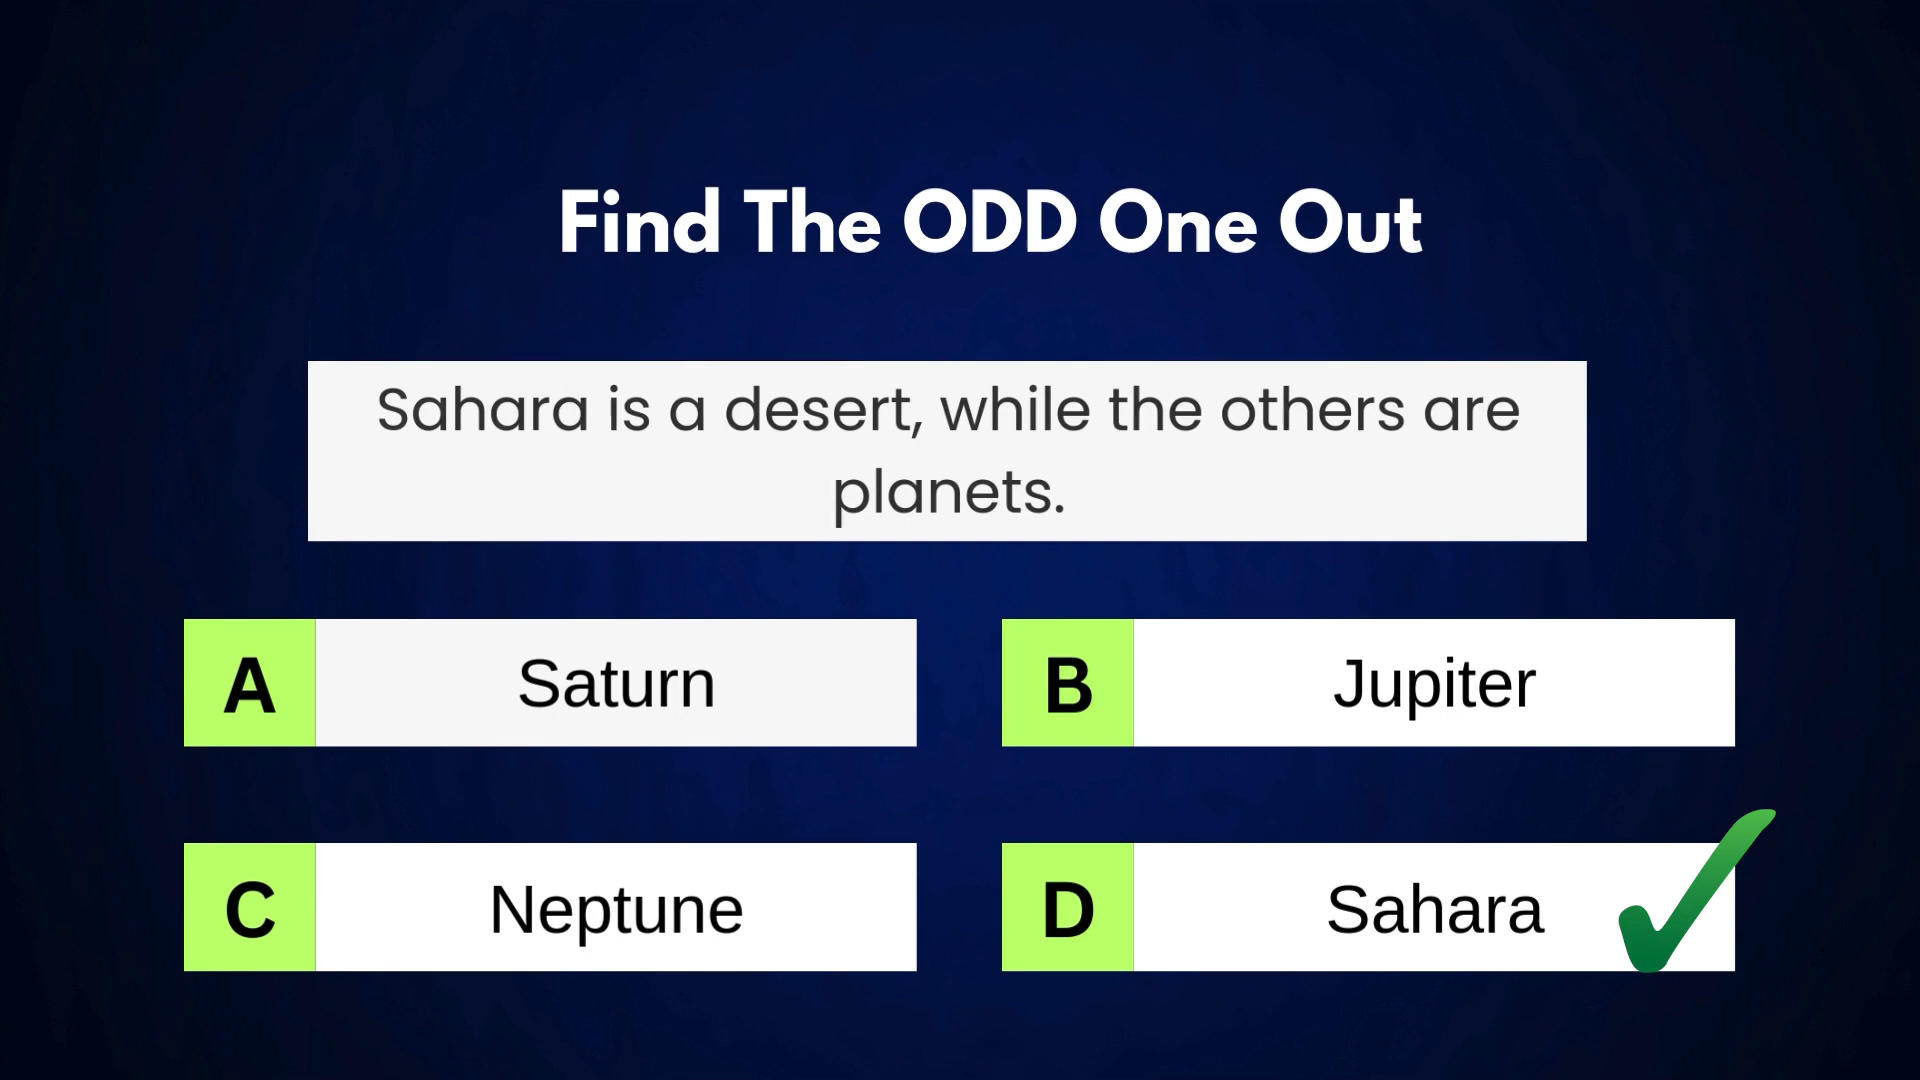 Find The ODD One Out
Sahara is a desert, while the others are
planets.
A Saturn
B Jupiter
C Neptune
D Sahara